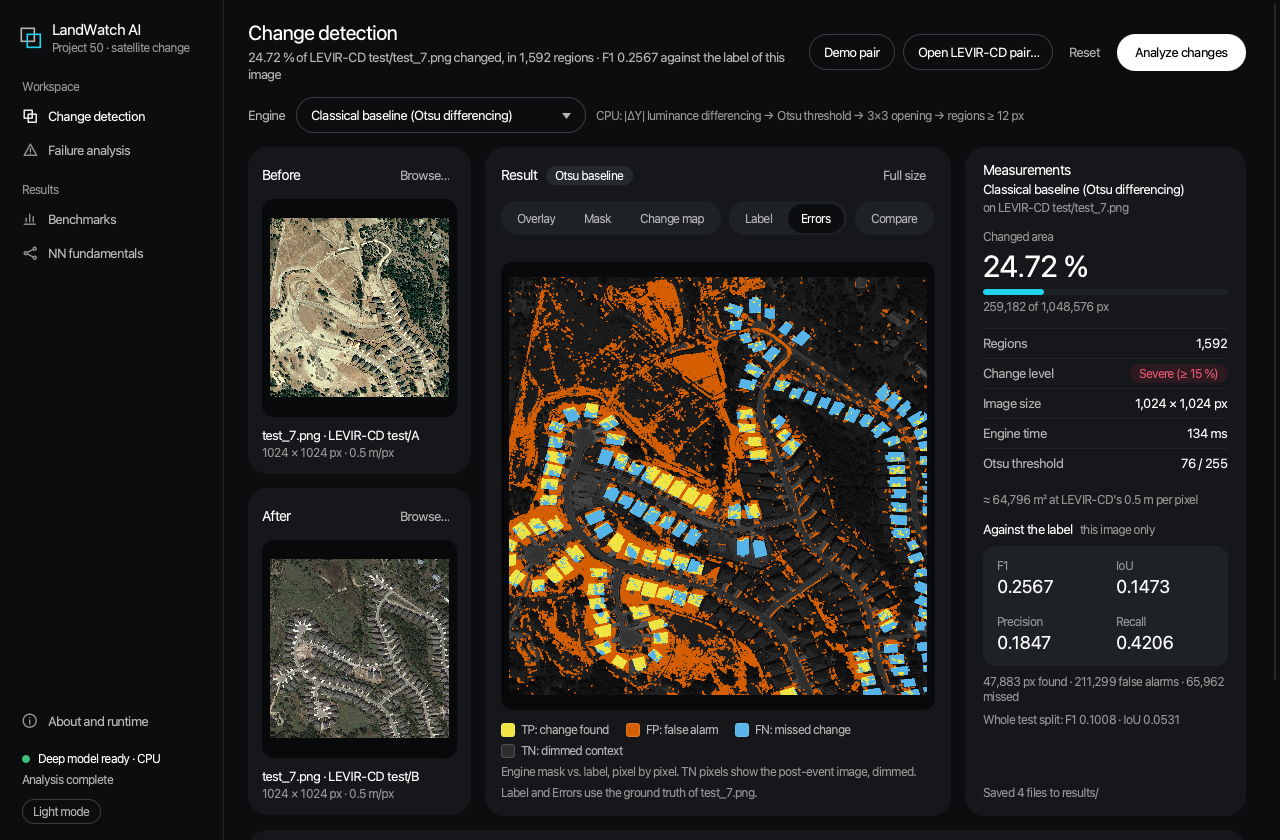 LandWatch AI
Project 50 · satellite change
Workspace
Change detection
Failure analysis
Results
Benchmarks
NN fundamentals
About and runtime
Deep model ready · CPU
Analysis complete
Light mode
Change detection
24.72 % of LEVIR-CD test/test_7.png changed, in 1,592 regions · F1 0.2567 against the label of this
image
Demo pair
Open LEVIR-CD pair...
Reset
Analyze changes
Engine
Classical baseline (Otsu differencing)
CPU: |ΔY| luminance differencing → Otsu threshold → 3×3 opening → regions ≥ 12 px
Before
Browse...
test_7.png · LEVIR-CD test/A
1024 × 1024 px · 0.5 m/px
After
Browse...
test_7.png · LEVIR-CD test/B
1024 × 1024 px · 0.5 m/px
Result
Otsu baseline
Full size
Overlay
Mask
Change map
Label
Errors
Compare
TP: change found
FP: false alarm
FN: missed change
TN: dimmed context
Engine mask vs. label, pixel by pixel. TN pixels show the post-event image, dimmed.
Label and Errors use the ground truth of test_7.png.
Measurements
Classical baseline (Otsu differencing)
on LEVIR-CD test/test_7.png
Changed area
24.72 %
259,182 of 1,048,576 px
Regions 1,592
Change level Severe (≥ 15 %)
Image size 1,024 × 1,024 px
Engine time 134 ms
Otsu threshold 76 / 255
≈ 64,796 m² at LEVIR-CD's 0.5 m per pixel
Against the label this image only
F1 IoU
0.2567 0.1473
Precision Recall
0.1847 0.4206
47,883 px found · 211,299 false alarms · 65,962
missed
Whole test split: F1 0.1008 · IoU 0.0531
Saved 4 files to results/